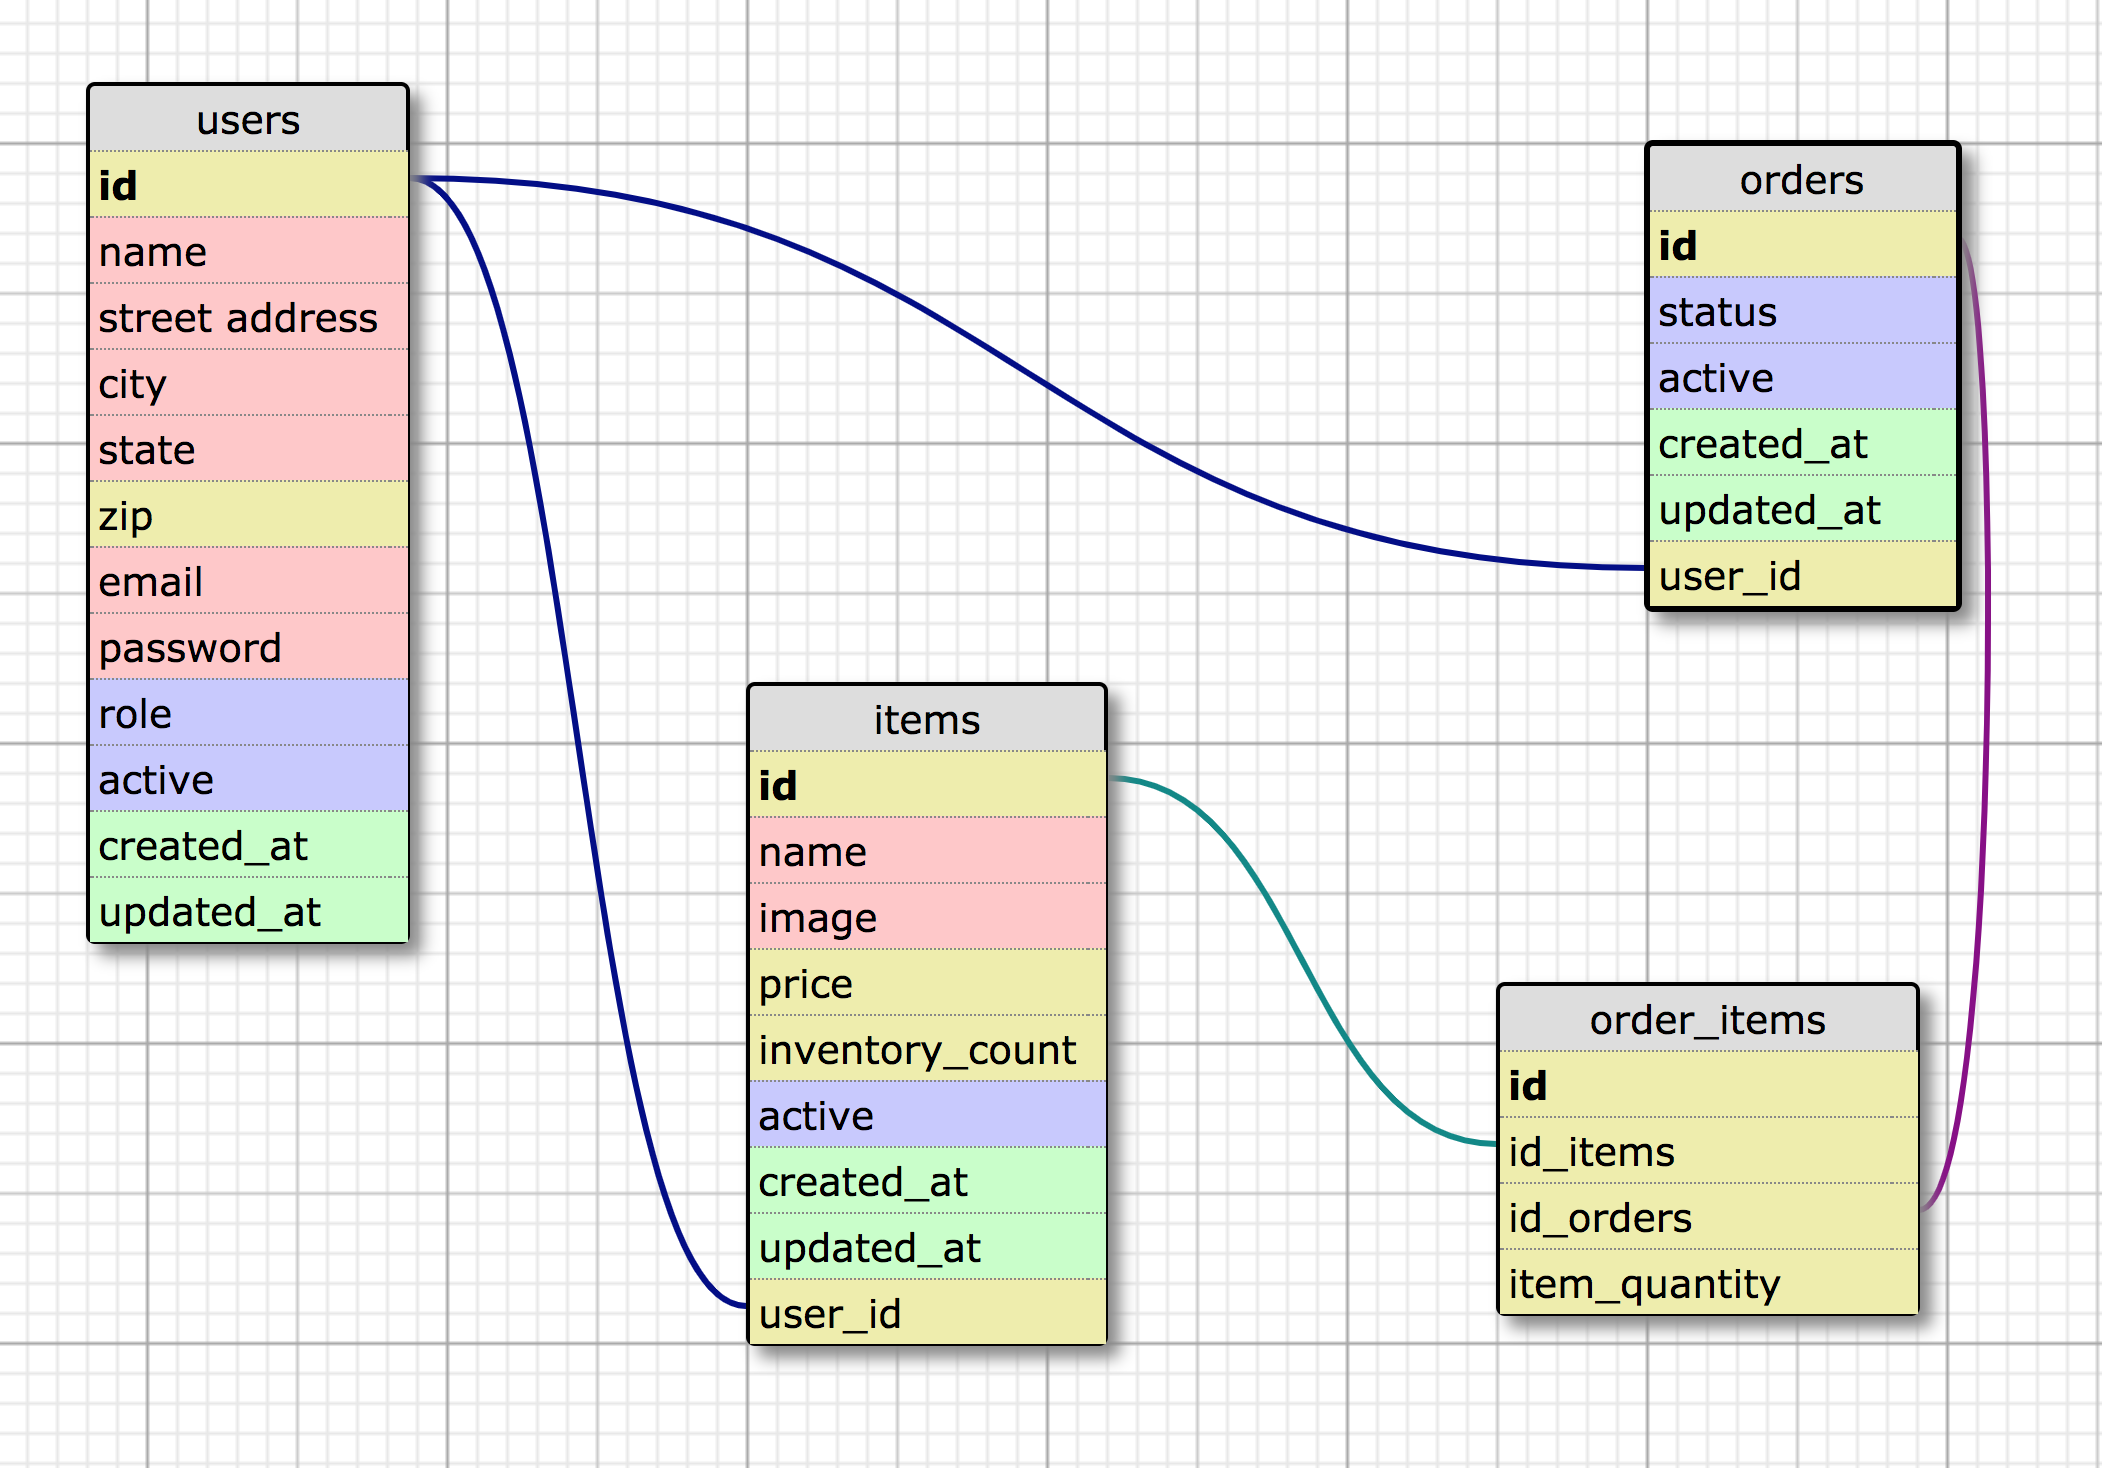 users
id
name
street address
city
state
zip
email
password
role
active
created_at
updated_at
orders
id
status
active
created_at
updated_at
user_id
items
id
name
image
price
inventory_count
active
created_at
updated_at
user_id
order_items
id
id_items
id_orders
item_quantity